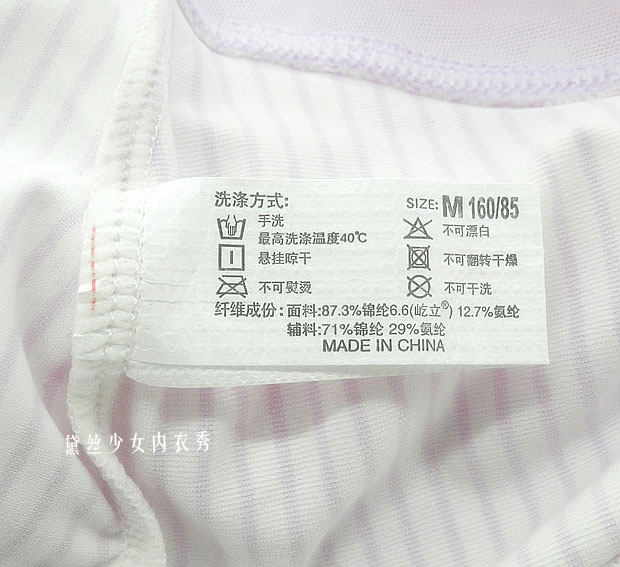 洗涤方式:
SIZE: M 160/85
手洗
最高洗涤温度40℃
不可漂白
悬挂晾干
不可翻转干燥
不可熨烫
不可干洗
纤维成份: 面料:87.3%锦纶6.6(屹立®) 12.7%氨纶
辅料:71%锦纶 29%氨纶
MADE IN CHINA
黛丝少女内衣秀